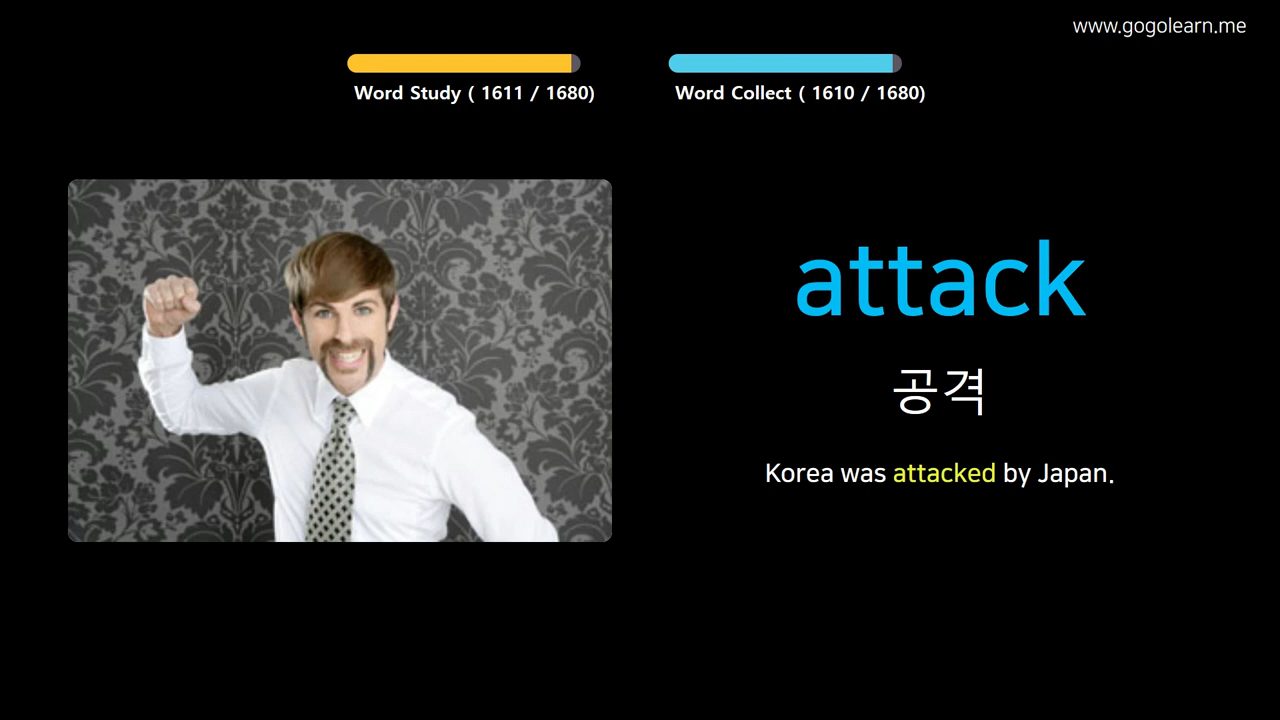 www.gogolearn.me
Word Study ( 1611 / 1680)
Word Collect ( 1610 / 1680)
attack
공격
Korea was attacked by Japan.